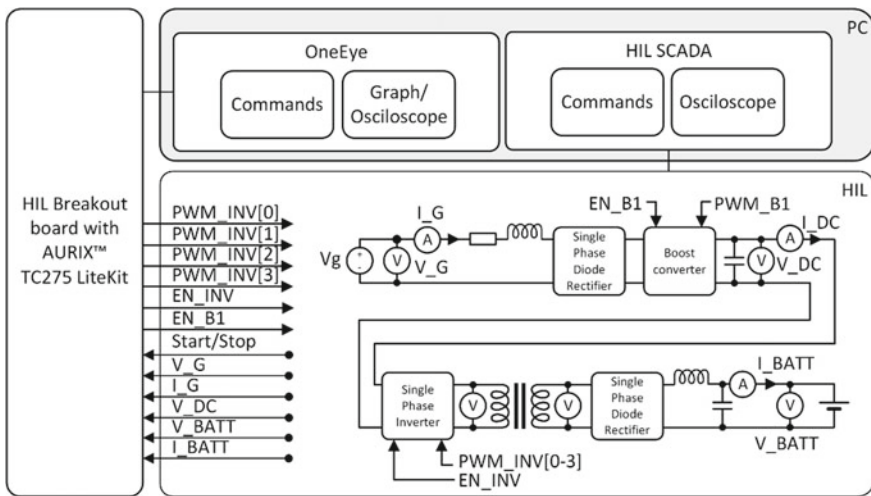 PC
OneEye
Commands
Graph/
Osciloscope
HIL SCADA
Commands
Osciloscope
HIL Breakout
board with
AURIX™
TC275 LiteKit
PWM_INV[0]
PWM_INV[1]
PWM_INV[2]
PWM_INV[3]
EN_INV
EN_B1
Start/Stop
V_G
I_G
V_DC
V_BATT
I_BATT
HIL
EN_B1
PWM_B1
I_G
I_DC
A
A
Vg
+
-
V
V_G
Single
Phase
Diode
Rectifier
Boost
converter
V
V_DC
Single
Phase
Inverter
V
V
Single
Phase
Diode
Rectifier
I_BATT
A
V
V_BATT
PWM_INV[0-3]
EN_INV